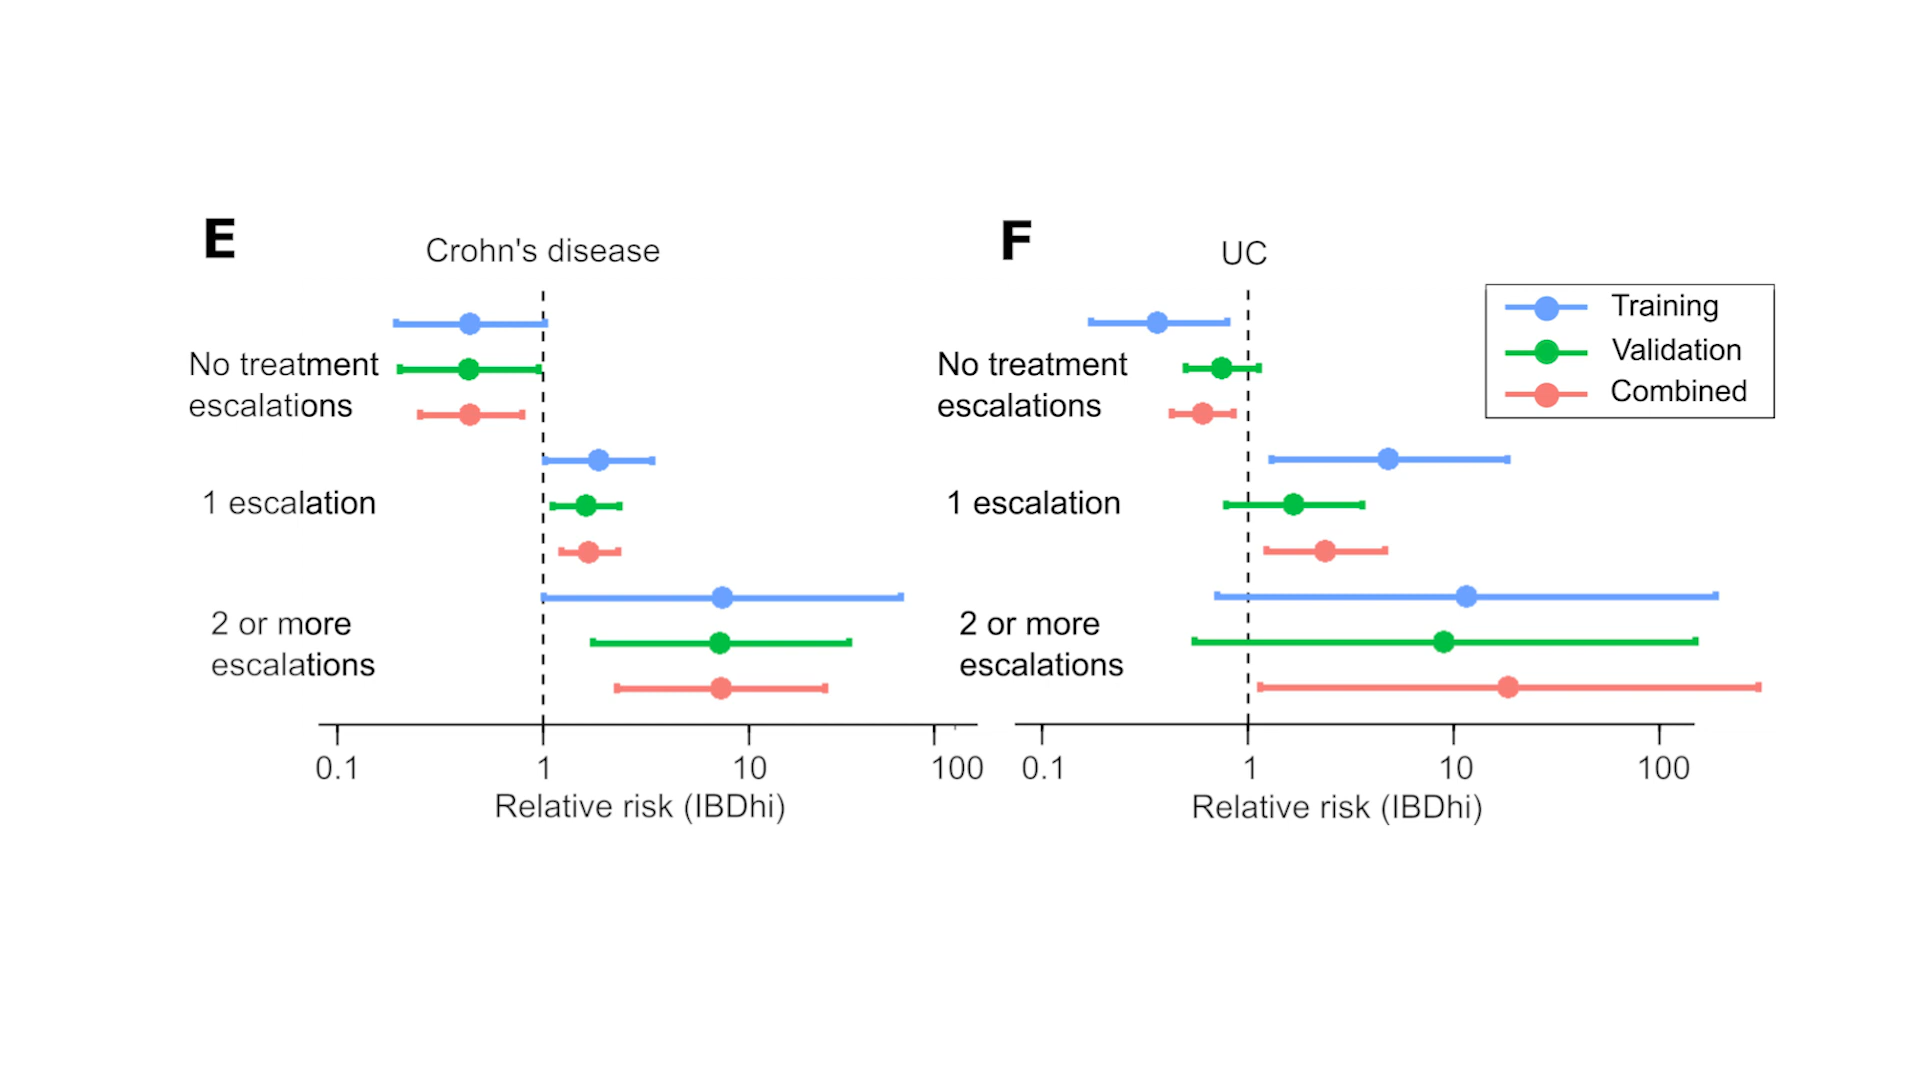 E
Crohn's disease
No treatment
escalations
1 escalation
2 or more
escalations
0.1 1 10 100
Relative risk (IBDhi)
F
UC
Training
Validation
Combined
No treatment
escalations
1 escalation
2 or more
escalations
0.1 1 10 100
Relative risk (IBDhi)